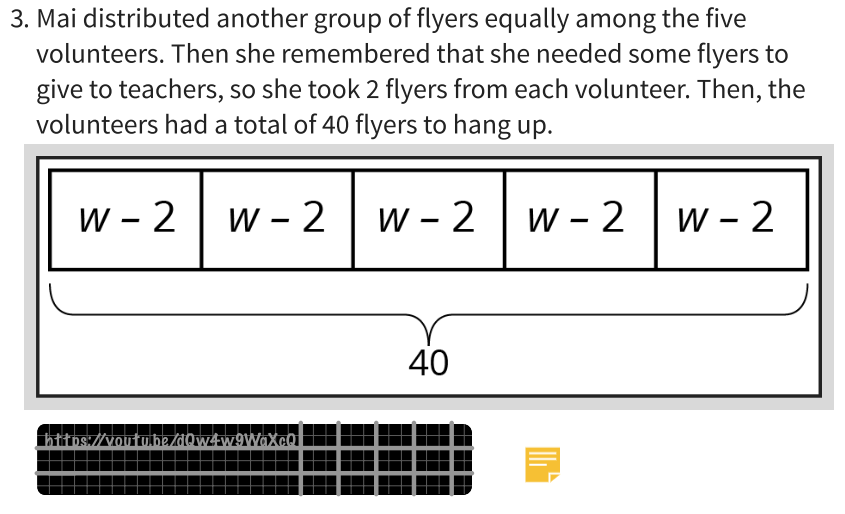 3. Mai distributed another group of flyers equally among the five
volunteers. Then she remembered that she needed some flyers to
give to teachers, so she took 2 flyers from each volunteer. Then, the
volunteers had a total of 40 flyers to hang up.
w – 2 w – 2 w – 2 w – 2 w – 2
40
https://youtu.be/dQw4w9WgXcQ